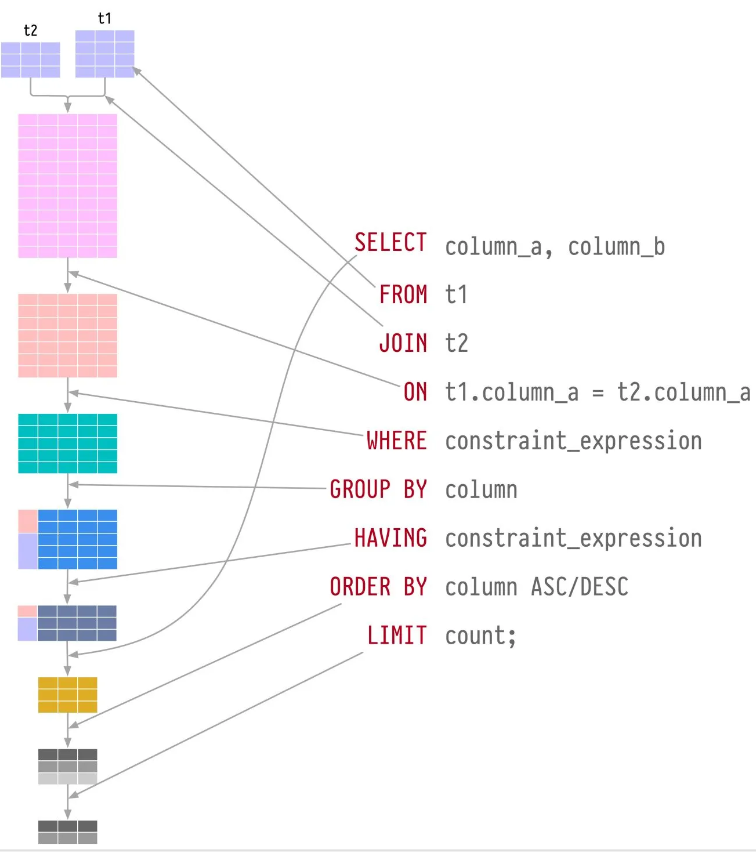 t2
t1
SELECT column_a, column_b
FROM t1
JOIN t2
ON t1.column_a = t2.column_a
WHERE constraint_expression
GROUP BY column
HAVING constraint_expression
ORDER BY column ASC/DESC
LIMIT count;